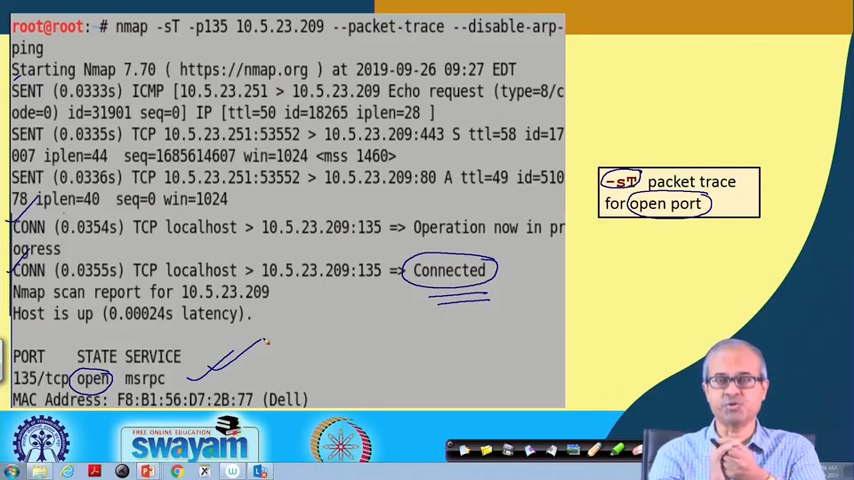 root@root:~# nmap -sT -p135 10.5.23.209 --packet-trace --disable-arp-
ping
Starting Nmap 7.70 ( https://nmap.org ) at 2019-09-26 09:27 EDT
SENT (0.0333s) ICMP [10.5.23.251 > 10.5.23.209 Echo request (type=8/c
ode=0) id=31901 seq=0] IP [ttl=50 id=18265 iplen=28 ]
SENT (0.0335s) TCP 10.5.23.251:53552 > 10.5.23.209:443 S ttl=58 id=17
007 iplen=44  seq=1685614607 win=1024 <mss 1460>
SENT (0.0336s) TCP 10.5.23.251:53552 > 10.5.23.209:80 A ttl=49 id=510
78 iplen=40  seq=0 win=1024
CONN (0.0354s) TCP localhost > 10.5.23.209:135 => Operation now in pr
ogress
CONN (0.0355s) TCP localhost > 10.5.23.209:135 => Connected
Nmap scan report for 10.5.23.209
Host is up (0.00024s latency).
PORT    STATE SERVICE
135/tcp open  msrpc
MAC Address: F8:B1:56:D7:2B:77 (Dell)
-sT packet trace
for open port
FREE ONLINE EDUCATION
swayam